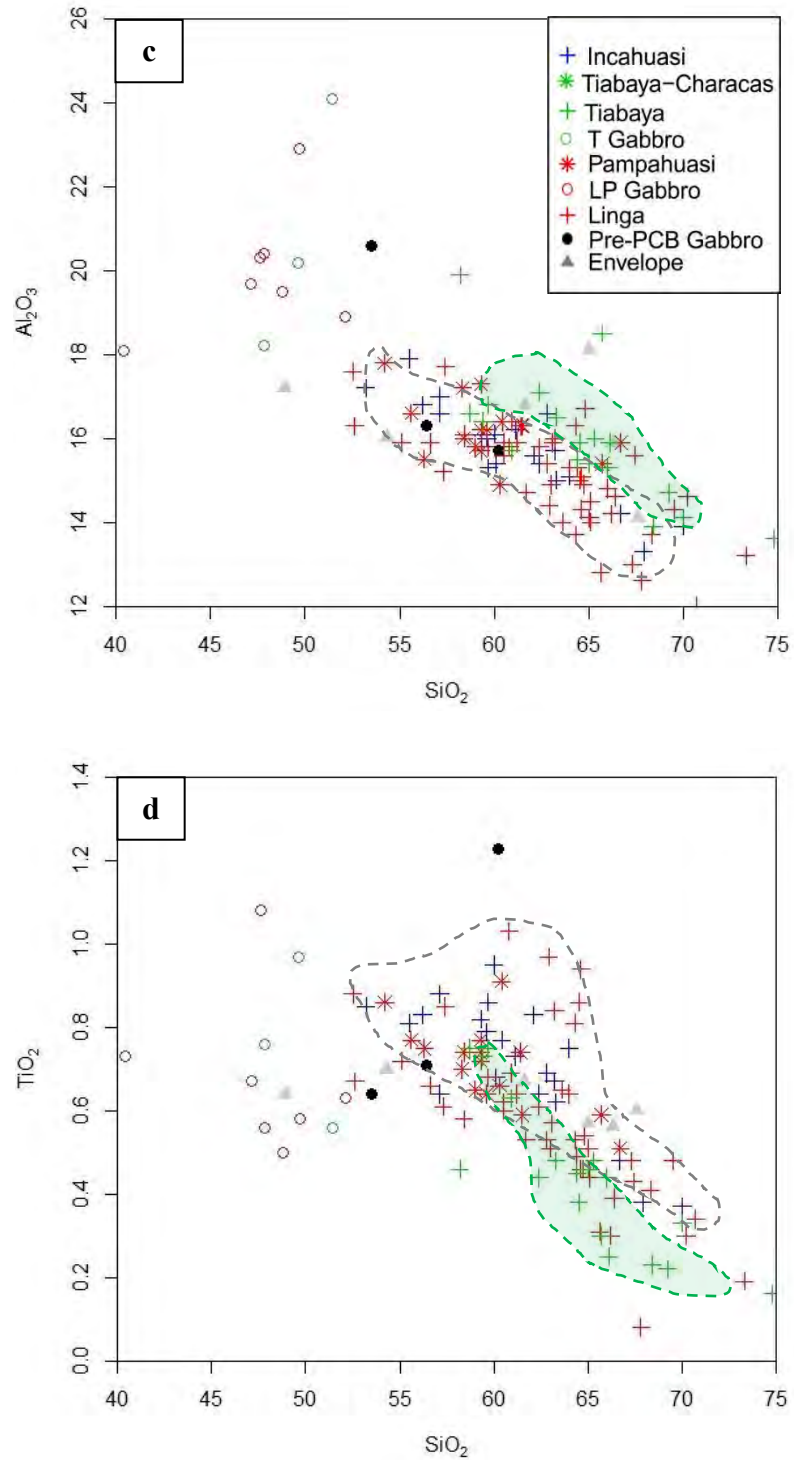 c
26
24
22
20
18
16
14
12
Al₂O₃
Incahuasi
Tiabaya−Characas
Tiabaya
T Gabbro
Pampahuasi
LP Gabbro
Linga
Pre-PCB Gabbro
Envelope
40 45 50 55 60 65 70 75
SiO₂
d
1.4
1.2
1.0
0.8
0.6
0.4
0.2
0.0
TiO₂
40 45 50 55 60 65 70 75
SiO₂